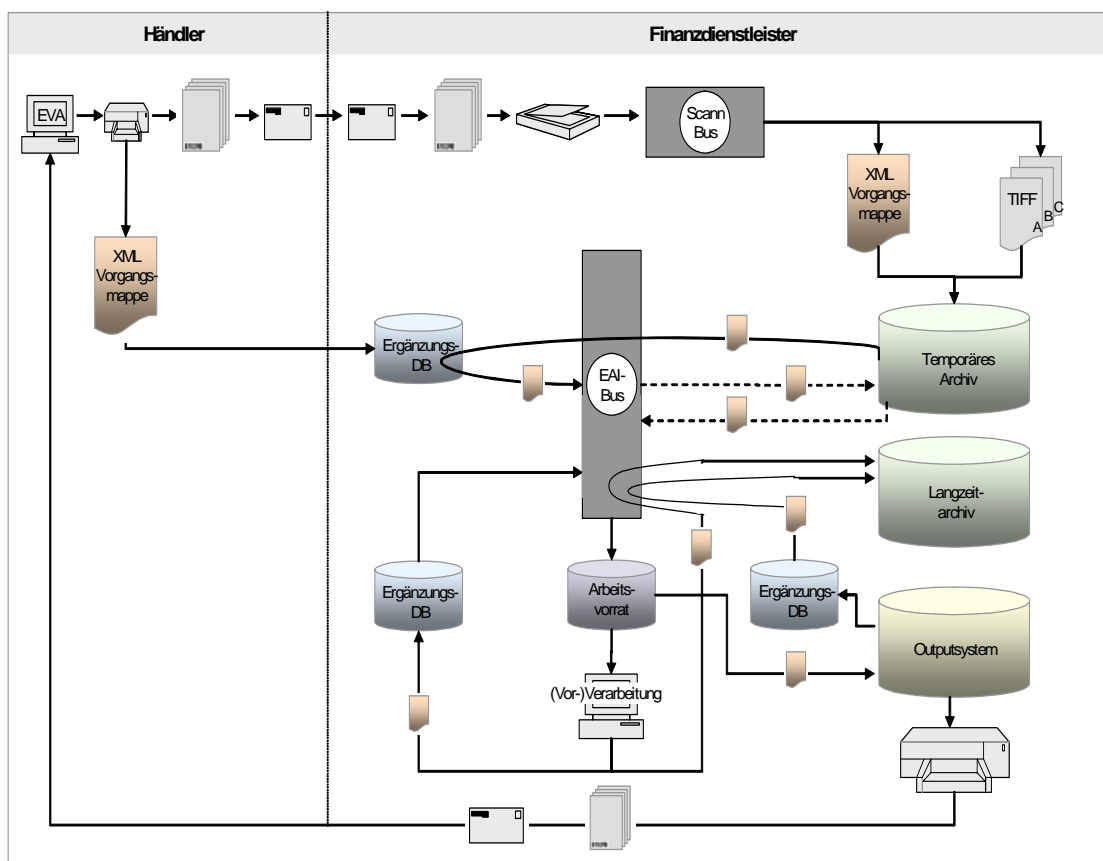 Händler
Finanzdienstleister
EVA
Scann
Bus
XML
Vorgangs-
mappe
TIFF
A
B
C
XML
Vorgangs-
mappe
Ergänzungs-
DB
EAI-
Bus
Temporäres
Archiv
Langzeit-
archiv
Ergänzungs-
DB
Arbeits-
vorrat
Ergänzungs-
DB
Outputsystem
(Vor-)Verarbeitung